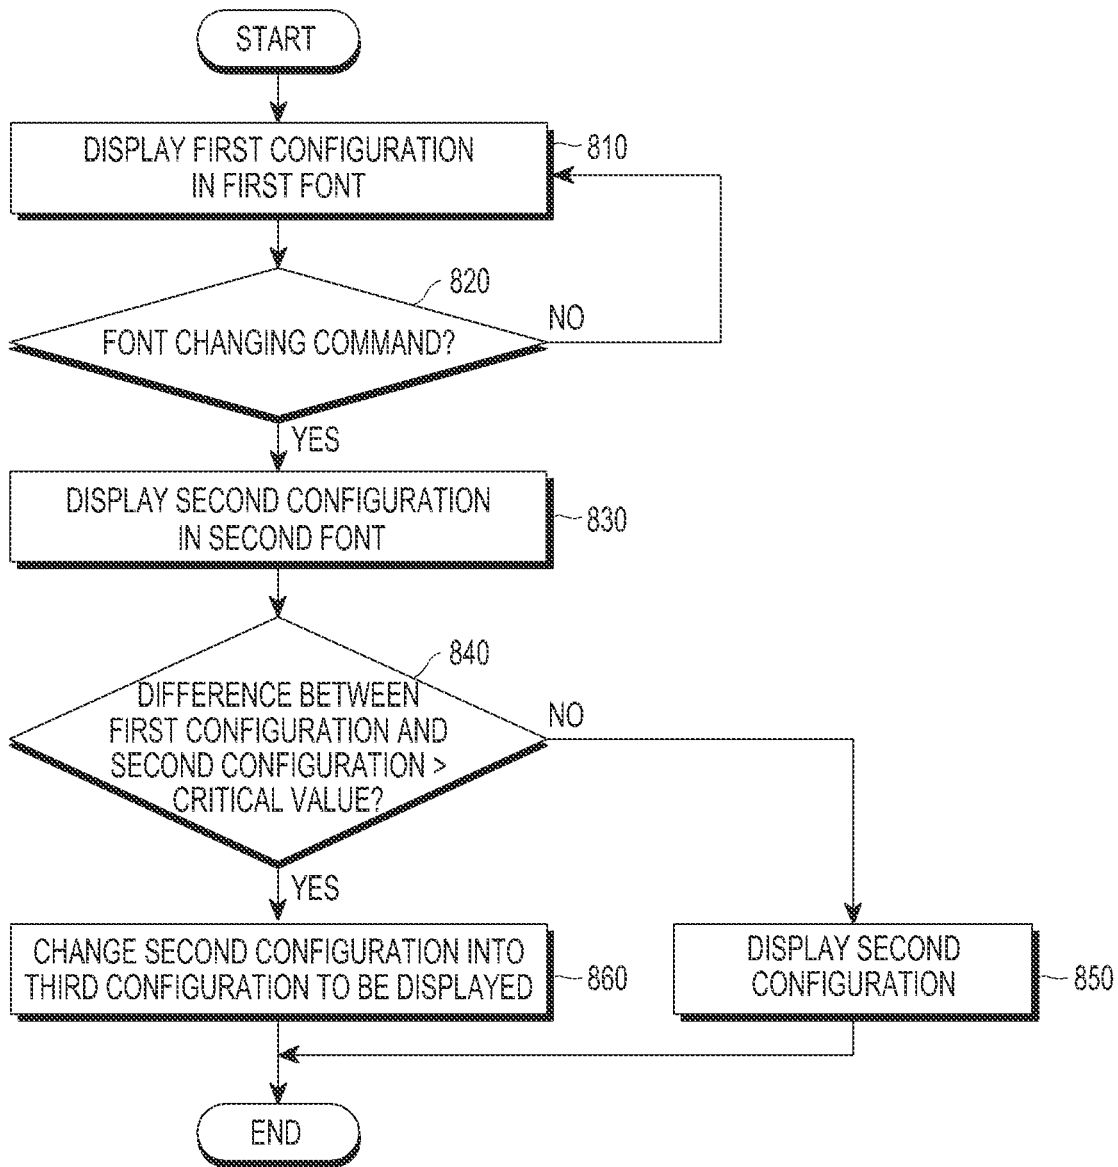 START
DISPLAY FIRST CONFIGURATION
IN FIRST FONT
810
820
FONT CHANGING COMMAND?
NO
YES
DISPLAY SECOND CONFIGURATION
IN SECOND FONT
830
840
DIFFERENCE BETWEEN
FIRST CONFIGURATION AND
SECOND CONFIGURATION >
CRITICAL VALUE?
NO
YES
CHANGE SECOND CONFIGURATION INTO
THIRD CONFIGURATION TO BE DISPLAYED
860
DISPLAY SECOND
CONFIGURATION
850
END